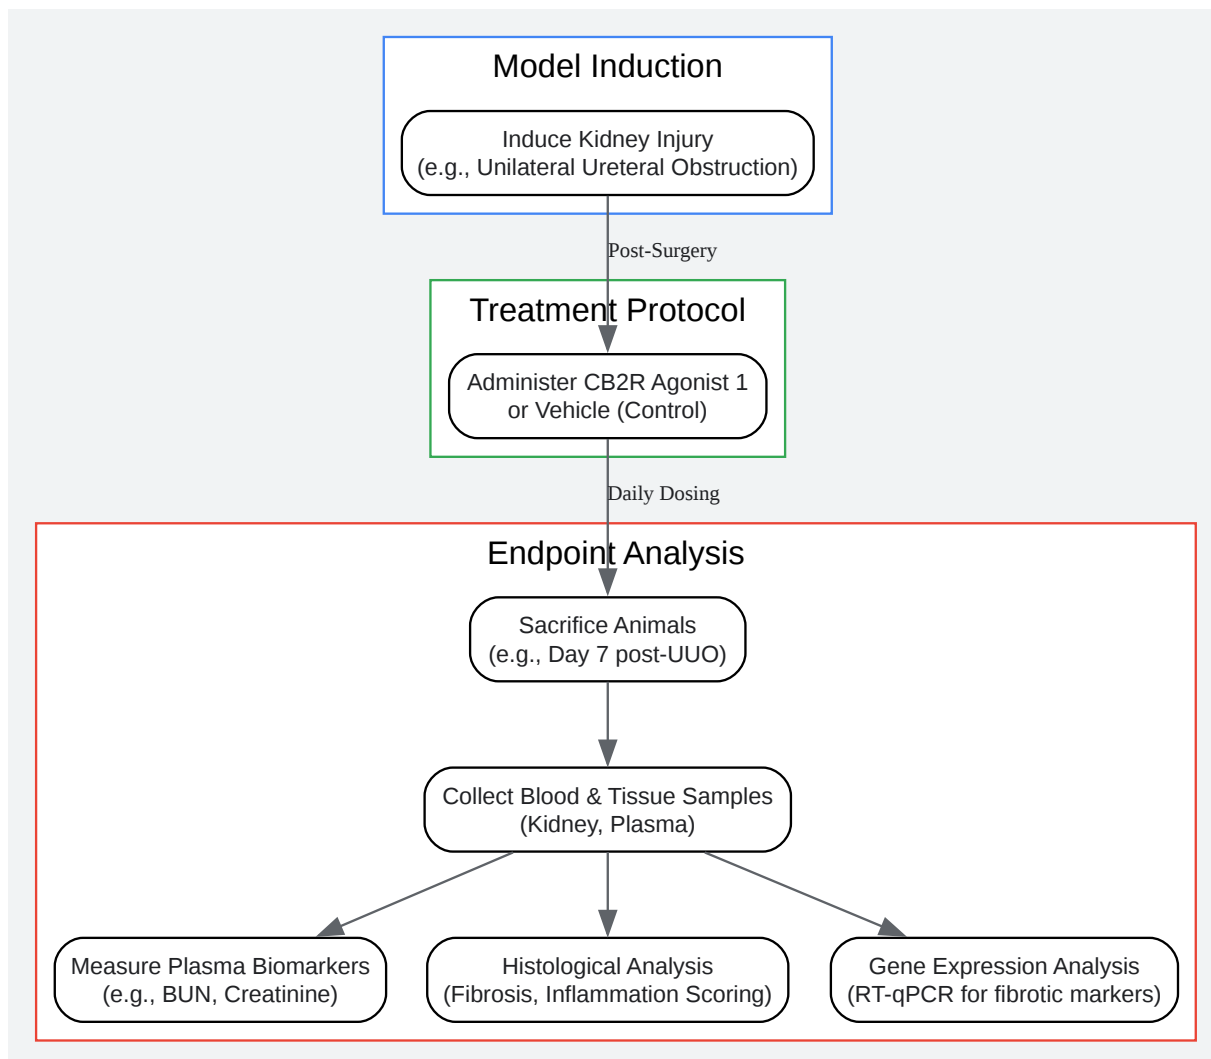 Model Induction
Induce Kidney Injury
(e.g., Unilateral Ureteral Obstruction)
Post-Surgery
Treatment Protocol
Administer CB2R Agonist 1
or Vehicle (Control)
Daily Dosing
Endpoint Analysis
Sacrifice Animals
(e.g., Day 7 post-UUO)
Collect Blood & Tissue Samples
(Kidney, Plasma)
Measure Plasma Biomarkers
(e.g., BUN, Creatinine)
Histological Analysis
(Fibrosis, Inflammation Scoring)
Gene Expression Analysis
(RT-qPCR for fibrotic markers)